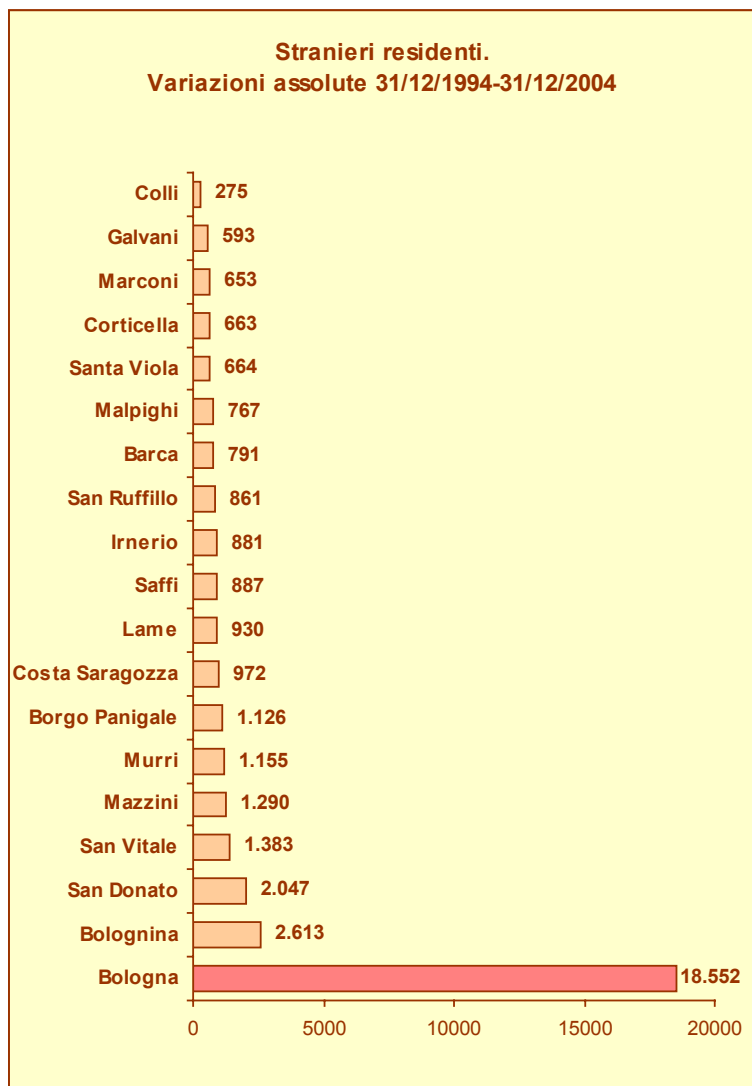 Stranieri residenti.
Variazioni assolute 31/12/1994-31/12/2004
Colli 275
Galvani 593
Marconi 653
Corticella 663
Santa Viola 664
Malpighi 767
Barca 791
San Ruffillo 861
Irnerio 881
Saffi 887
Lame 930
Costa Saragozza 972
Borgo Panigale 1.126
Murri 1.155
Mazzini 1.290
San Vitale 1.383
San Donato 2.047
Bolognina 2.613
Bologna 18.552
0 5000 10000 15000 20000